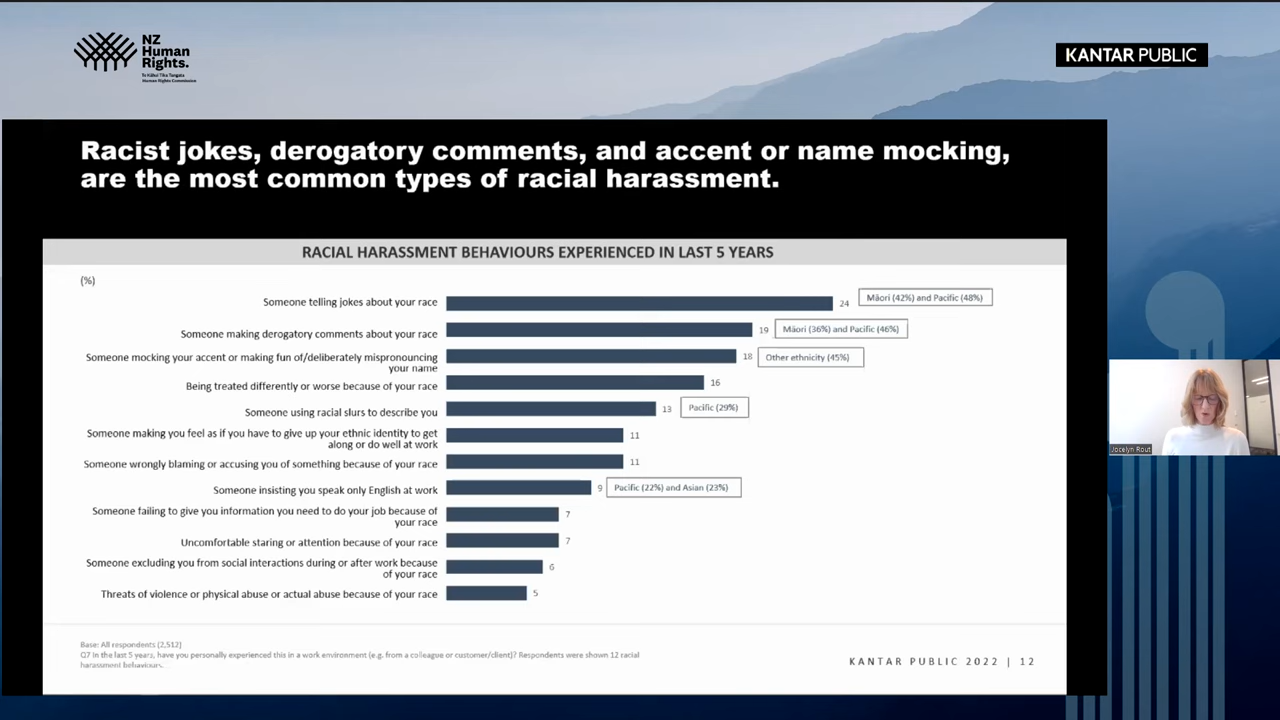 NZ
Human
Rights.
Te Kāhui Tika Tangata
Human Rights Commission
KANTAR PUBLIC
Racist jokes, derogatory comments, and accent or name mocking,
are the most common types of racial harassment.
RACIAL HARASSMENT BEHAVIOURS EXPERIENCED IN LAST 5 YEARS
(%)
Someone telling jokes about your race
24
Māori (42%) and Pacific (48%)
Someone making derogatory comments about your race
19
Māori (36%) and Pacific (46%)
Someone mocking your accent or making fun of/deliberately mispronouncing
your name
18
Other ethnicity (45%)
Being treated differently or worse because of your race
16
Someone using racial slurs to describe you
13
Pacific (29%)
Someone making you feel as if you have to give up your ethnic identity to get
along or do well at work
11
Someone wrongly blaming or accusing you of something because of your race
11
Someone insisting you speak only English at work
9
Pacific (22%) and Asian (23%)
Someone failing to give you information you need to do your job because of
your race
7
Uncomfortable staring or attention because of your race
7
Someone excluding you from social interactions during or after work because
of your race
6
Threats of violence or physical abuse or actual abuse because of your race
5
Base: All respondents (2,512)
Q7 In the last 5 years, have you personally experienced this in a work environment (e.g. from a colleague or customer/client)? Respondents were shown 12 racial
harassment behaviours.
KANTAR PUBLIC 2022 | 12
Jocelyn Rout